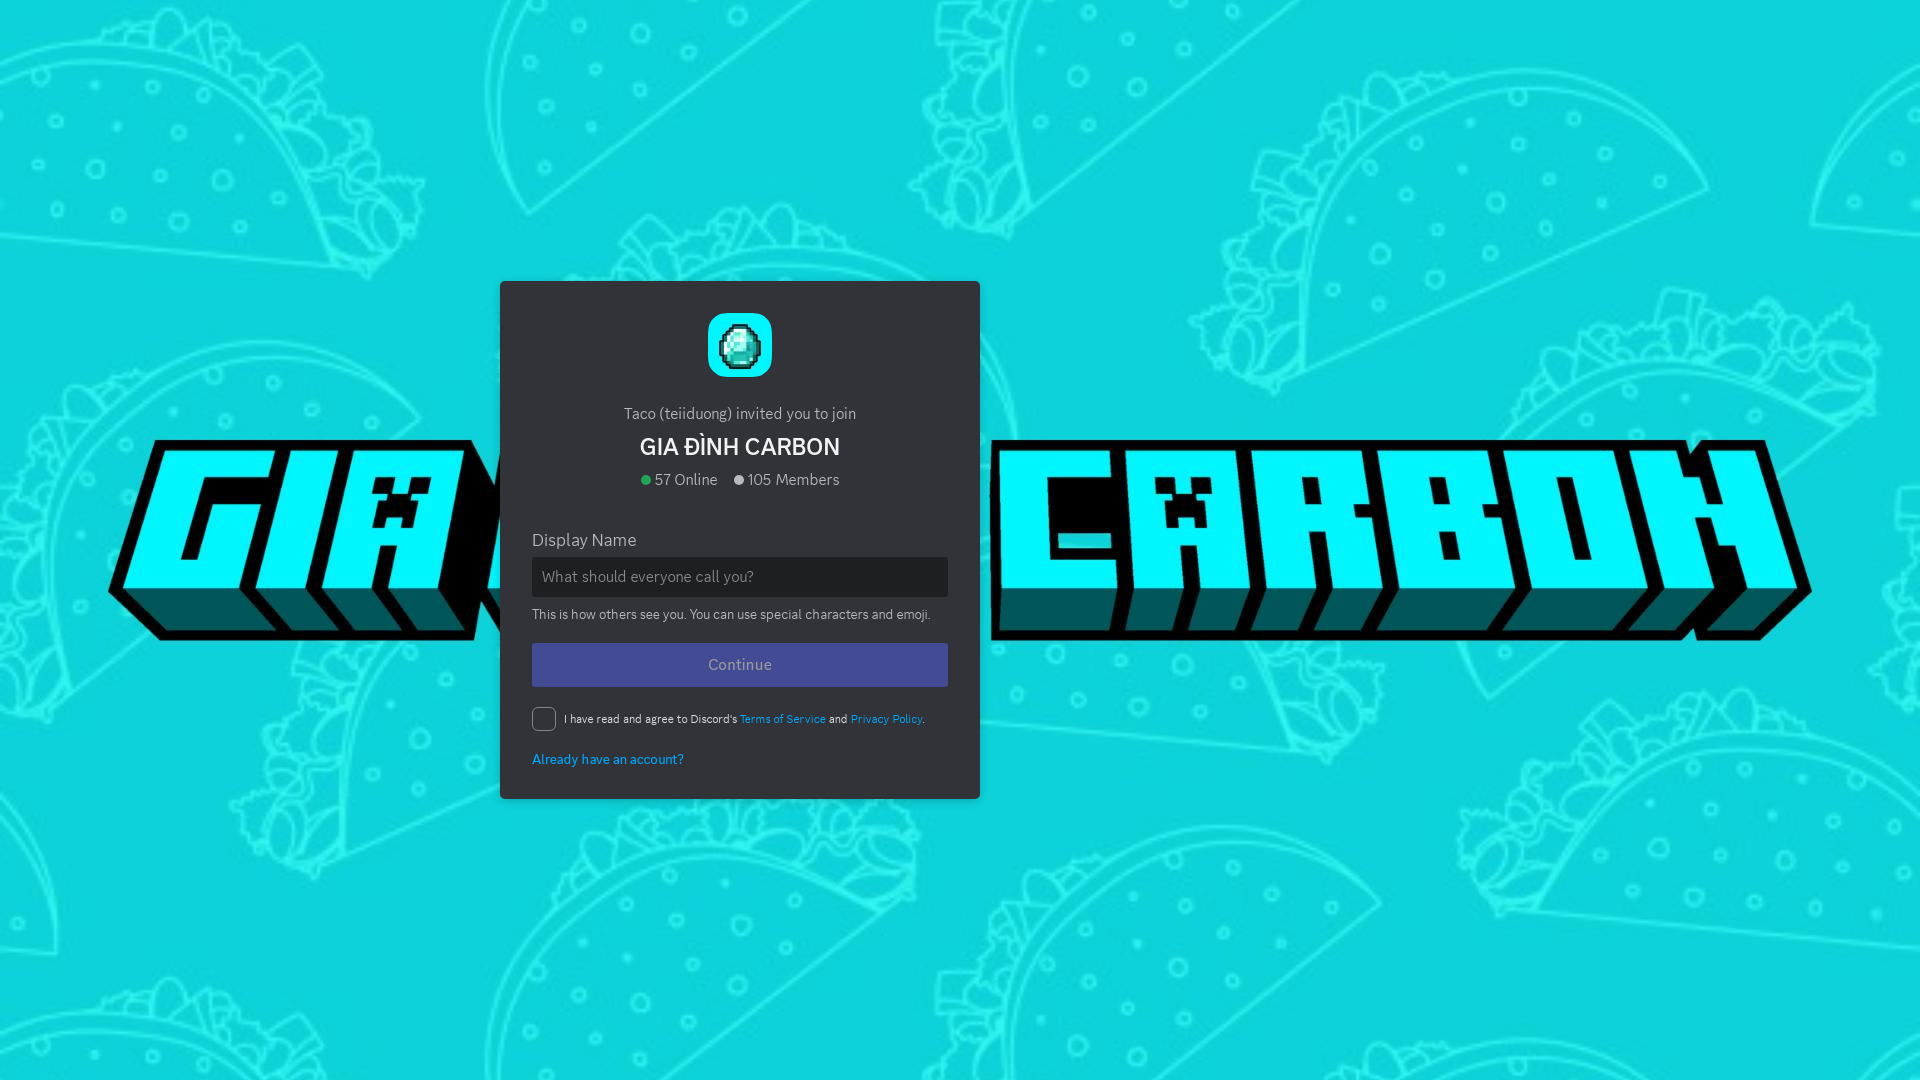 GIA
CARBON
Taco (teiiduong) invited you to join
GIA ĐÌNH CARBON
57 Online 105 Members
Display Name
What should everyone call you?
This is how others see you. You can use special characters and emoji.
Continue
I have read and agree to Discord's Terms of Service and Privacy Policy.
Already have an account?